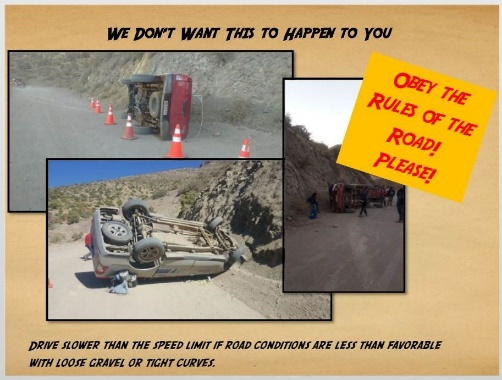 We Don't Want This to Happen to You
Obey the
Rules of the
Road!
Please!
Drive slower than the speed limit if road conditions are less than favorable
with loose gravel or tight curves.